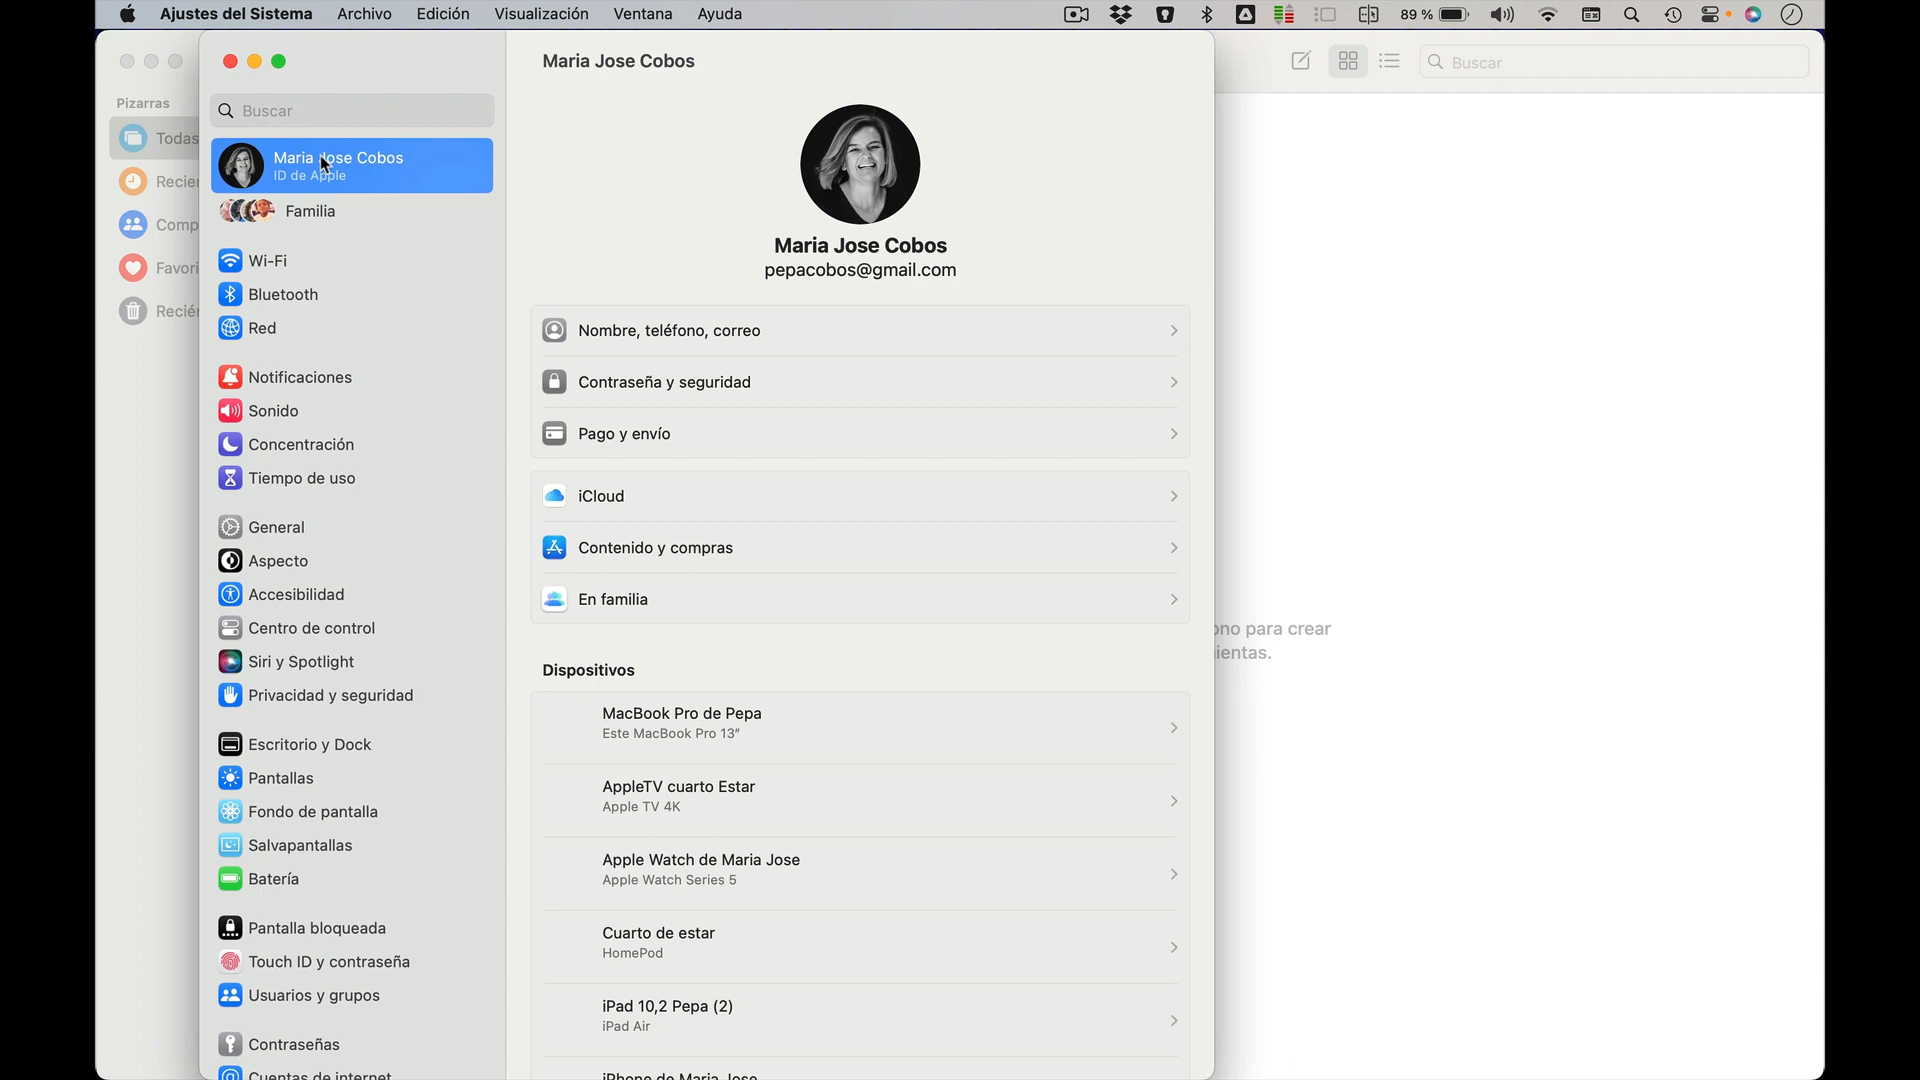 Ajustes del Sistema Archivo Edición Visualización Ventana Ayuda 89 %
Pizarras
Todas
Recien
Comp
Favori
Recién
Buscar
Maria Jose Cobos
ID de Apple
Familia
Wi-Fi
Bluetooth
Red
Notificaciones
Sonido
Concentración
Tiempo de uso
General
Aspecto
Accesibilidad
Centro de control
Siri y Spotlight
Privacidad y seguridad
Escritorio y Dock
Pantallas
Fondo de pantalla
Salvapantallas
Batería
Pantalla bloqueada
Touch ID y contraseña
Usuarios y grupos
Contraseñas
Cuentas de internet
Maria Jose Cobos
Maria Jose Cobos
pepacobos@gmail.com
Nombre, teléfono, correo
Contraseña y seguridad
Pago y envío
iCloud
Contenido y compras
En familia
Dispositivos
MacBook Pro de Pepa
Este MacBook Pro 13″
AppleTV cuarto Estar
Apple TV 4K
Apple Watch de Maria Jose
Apple Watch Series 5
Cuarto de estar
HomePod
iPad 10,2 Pepa (2)
iPad Air
iPhone de Maria Jose
Buscar
ono para crear
ientas.